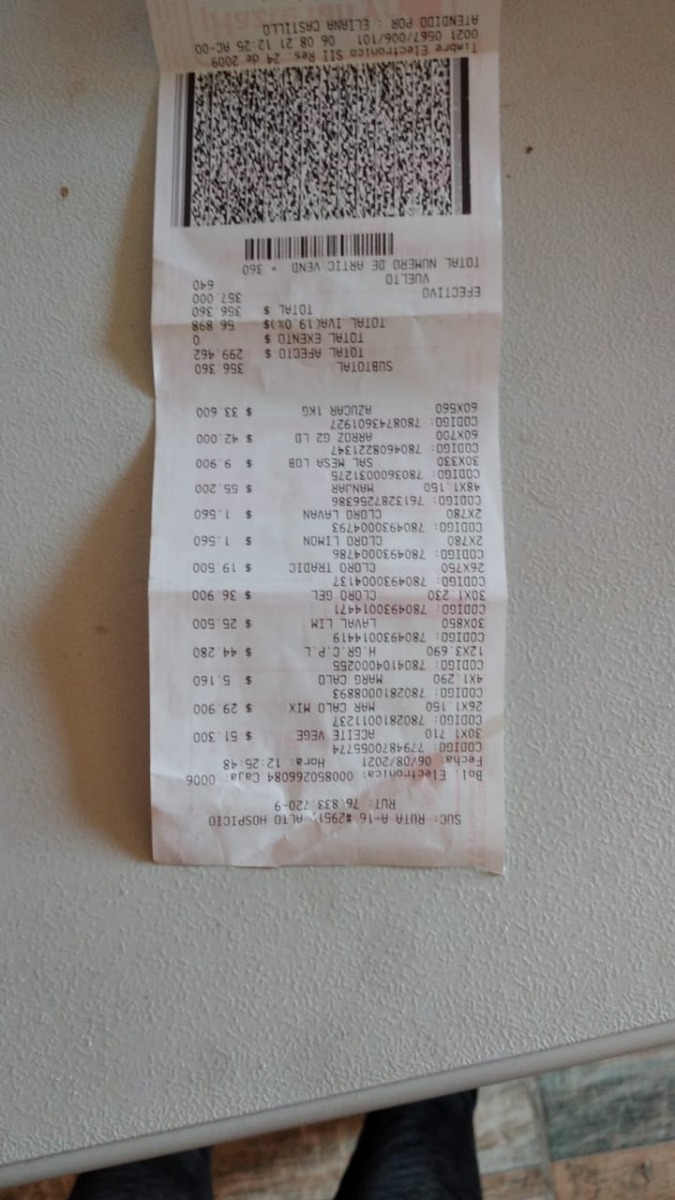 SUC: RUTA A-16 #2951, ALTO HOSPICIO
RUT: 76.833.720-9
Bol. Electronica: 000850266084 Caja: 0006
Fecha: 06/08/2021 Hora: 12:25:48
CODIGO: 7794870055774
30X1.710 ACEITE VEGE $ 51.300
CODIGO: 7802810011237
26X1.150 MAR CALO MIX $ 29.900
CODIGO: 7802810008893
4X1.290 MARG CALO $ 5.160
CODIGO: 7804104000255
12X3.690 H.GR.C.P.L $ 44.280
CODIGO: 7804930014419
30X850 LAVAL LIM $ 25.500
CODIGO: 7804930014471
30X1.230 CLORO GEL $ 36.900
CODIGO: 7804930004137
26X750 CLORO TRADIC $ 19.500
CODIGO: 7804930004786
2X780 CLORO LIMON $ 1.560
CODIGO: 7804930004793
2X780 CLORO LAVAN $ 1.560
CODIGO: 7613287256386
48X1.150 MANJAR $ 55.200
CODIGO: 7803600031275
30X330 SAL MESA LOB $ 9.900
CODIGO: 7804608221347
60X700 ARROZ G2 LD $ 42.000
CODIGO: 7808743601927
60X560 AZUCAR 1KG $ 33.600
SUBTOTAL 356.360
TOTAL AFECTO $ 299.462
TOTAL EXENTO $ 0
TOTAL IVA(19.0%)$ 56.898
TOTAL $ 356.360
EFECTIVO 357.000
VUELTO 640
TOTAL NUMERO DE ARTIC VEND = 360
Timbre Electronico SII Res 24 de 2009
0021 0567/006/101 06 08 21 12:25 AC-00
ATENDIDO POR : ELIANA CASTILLO